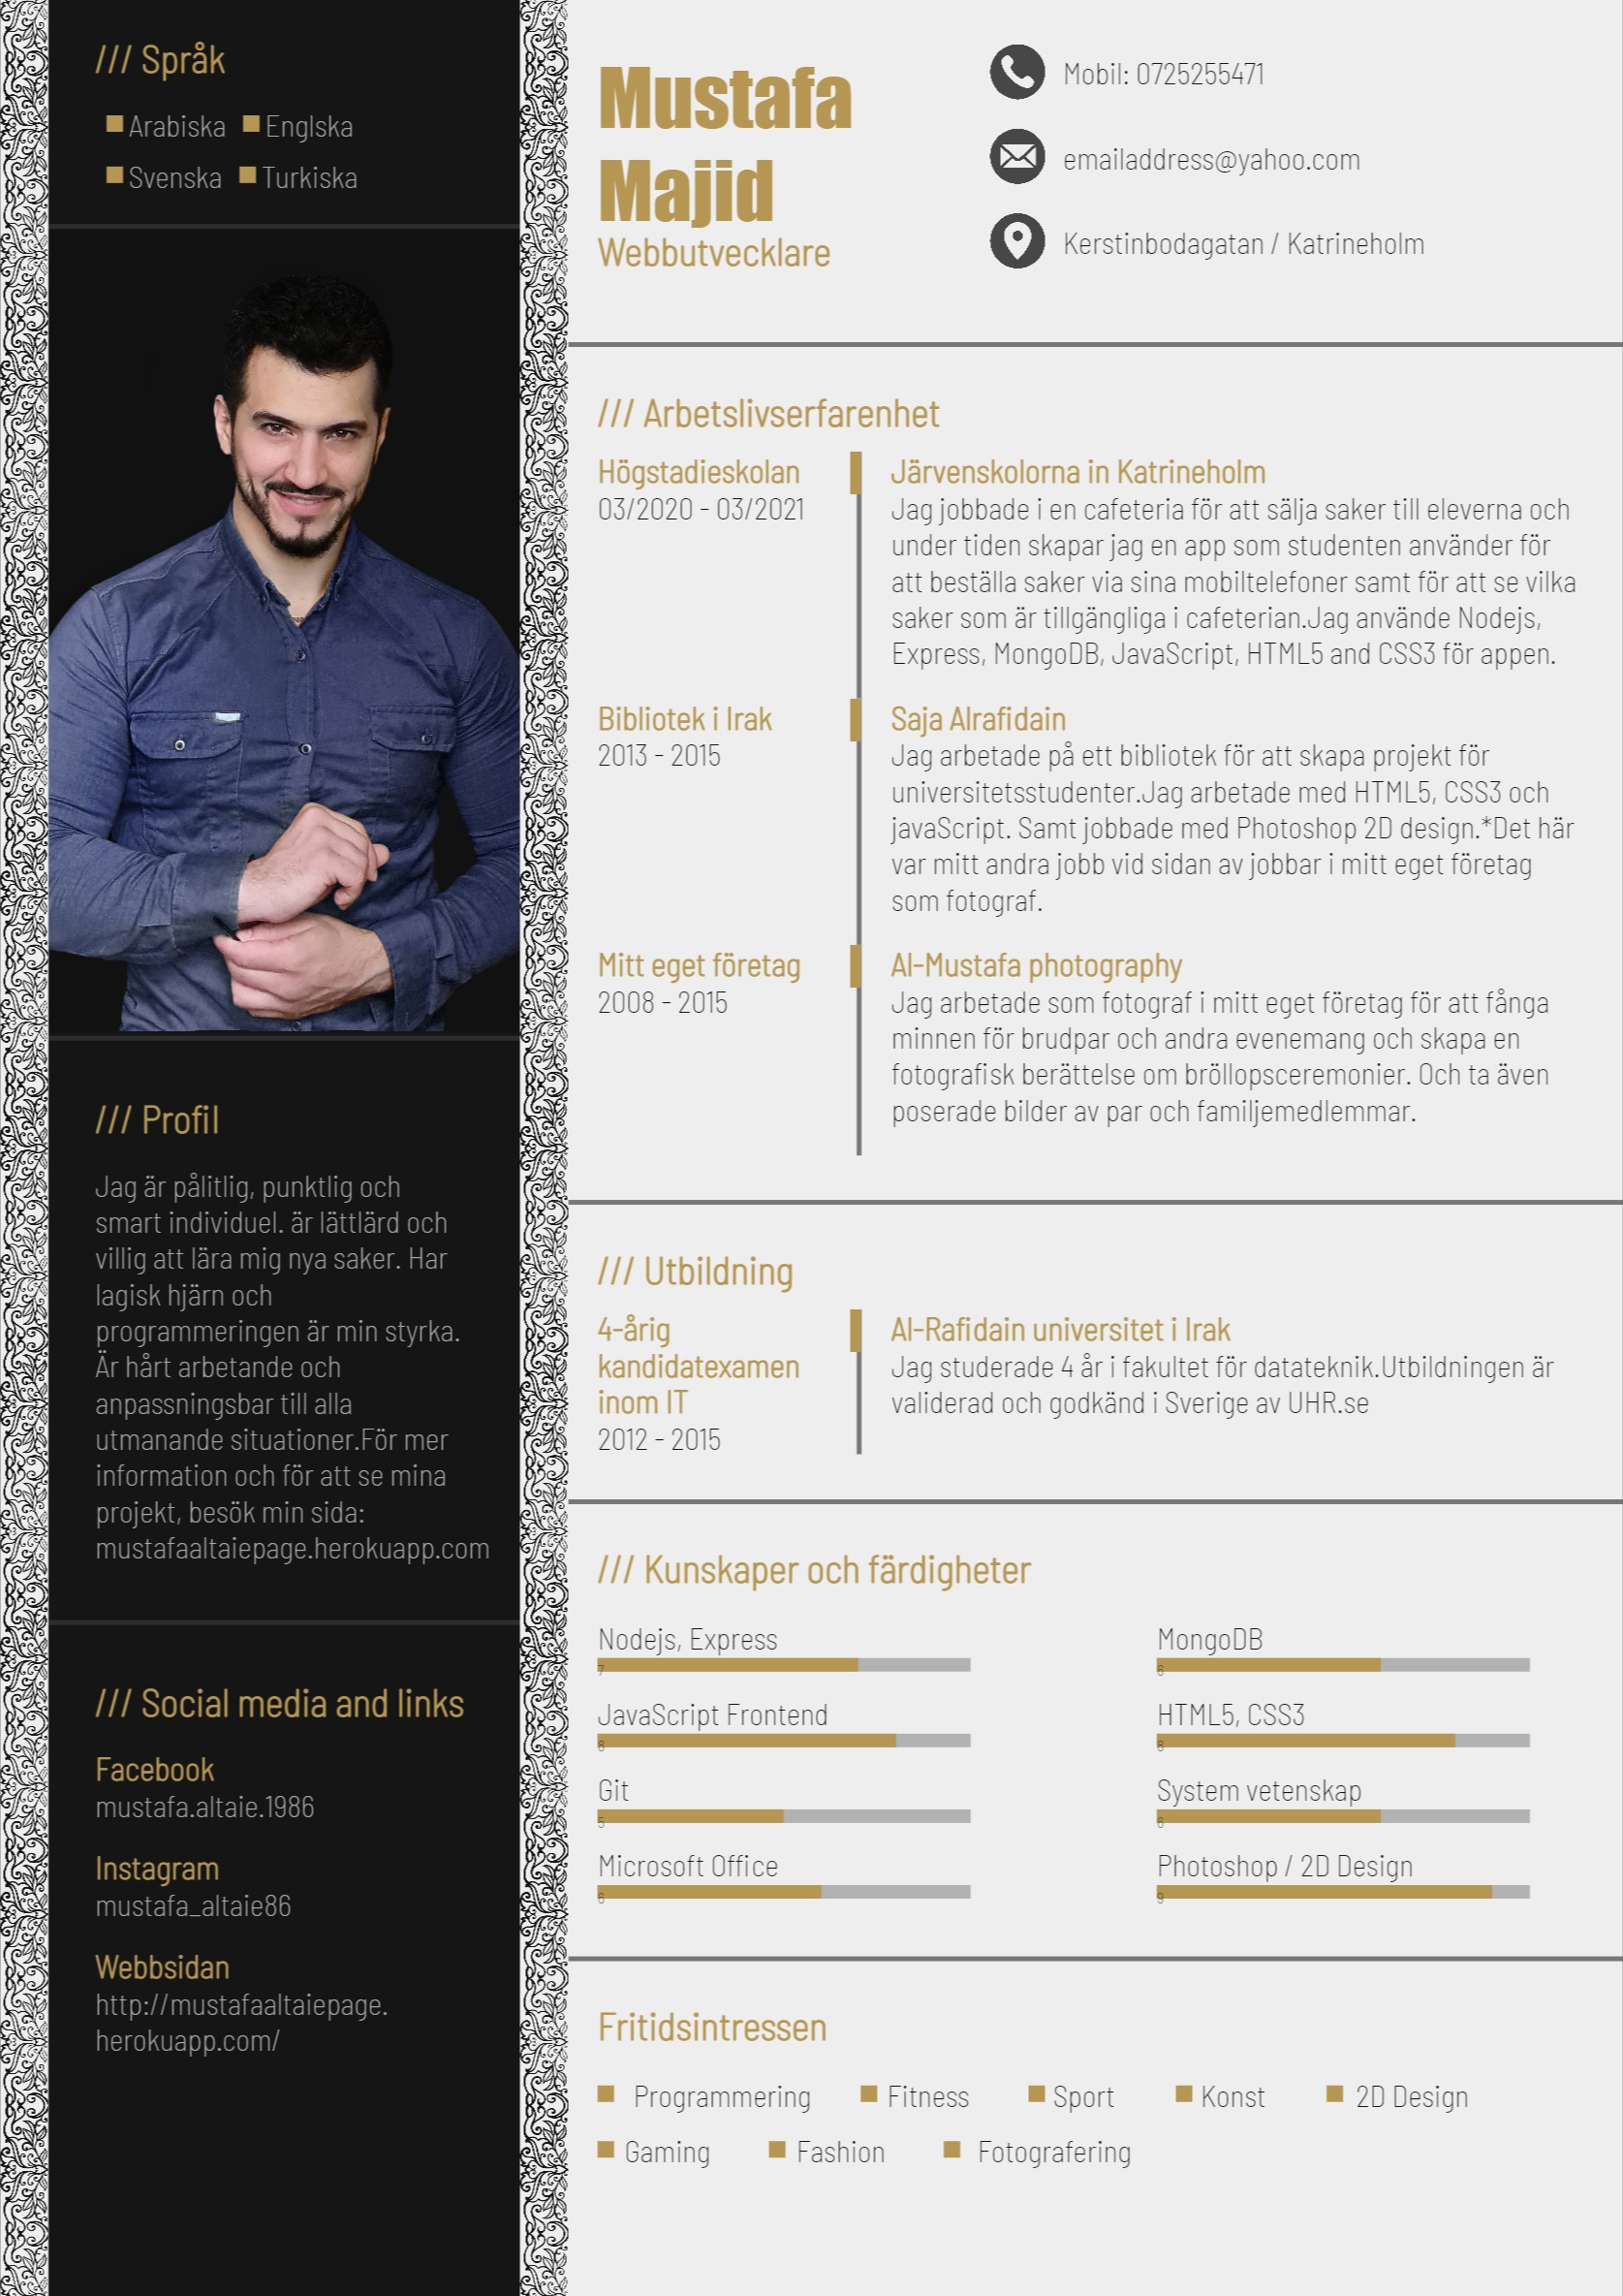 /// Språk
Arabiska Englska
Svenska Turkiska
/// Profil
Jag är pålitlig, punktlig och
smart individuel. är lättlärd och
villig att lära mig nya saker. Har
lagisk hjärn och
programmeringen är min styrka.
Är hårt arbetande och
anpassningsbar till alla
utmanande situationer.För mer
information och för att se mina
projekt, besök min sida:
mustafaaltaiepage.herokuapp.com
/// Social media and links
Facebook
mustafa.altaie.1986
Instagram
mustafa_altaie86
Webbsidan
http://mustafaaltaiepage.
herokuapp.com/
Mustafa
Majid
Webbutvecklare
Mobil: 0725255471
emailaddress@yahoo.com
Kerstinbodagatan / Katrineholm
/// Arbetslivserfarenhet
Högstadieskolan
03/2020 - 03/2021
Järvenskolorna in Katrineholm
Jag jobbade i en cafeteria för att sälja saker till eleverna och
under tiden skapar jag en app som studenten använder för
att beställa saker via sina mobiltelefoner samt för att se vilka
saker som är tillgängliga i cafeterian.Jag använde Nodejs,
Express, MongoDB, JavaScript, HTML5 and CSS3 för appen.
Bibliotek i Irak
2013 - 2015
Saja Alrafidain
Jag arbetade på ett bibliotek för att skapa projekt för
universitetsstudenter.Jag arbetade med HTML5, CSS3 och
javaScript. Samt jobbade med Photoshop 2D design.*Det här
var mitt andra jobb vid sidan av jobbar i mitt eget företag
som fotograf.
Mitt eget företag
2008 - 2015
Al-Mustafa photography
Jag arbetade som fotograf i mitt eget företag för att fånga
minnen för brudpar och andra evenemang och skapa en
fotografisk berättelse om bröllopsceremonier. Och ta även
poserade bilder av par och familjemedlemmar.
/// Utbildning
4-årig
kandidatexamen
inom IT
2012 - 2015
Al-Rafidain universitet i Irak
Jag studerade 4 år i fakultet för datateknik.Utbildningen är
validerad och godkänd i Sverige av UHR.se
/// Kunskaper och färdigheter
Nodejs, Express
7
MongoDB
6
JavaScript Frontend
8
HTML5, CSS3
8
Git
5
System vetenskap
6
Microsoft Office
6
Photoshop / 2D Design
9
Fritidsintressen
Programmering Fitness Sport Konst 2D Design
Gaming Fashion Fotografering